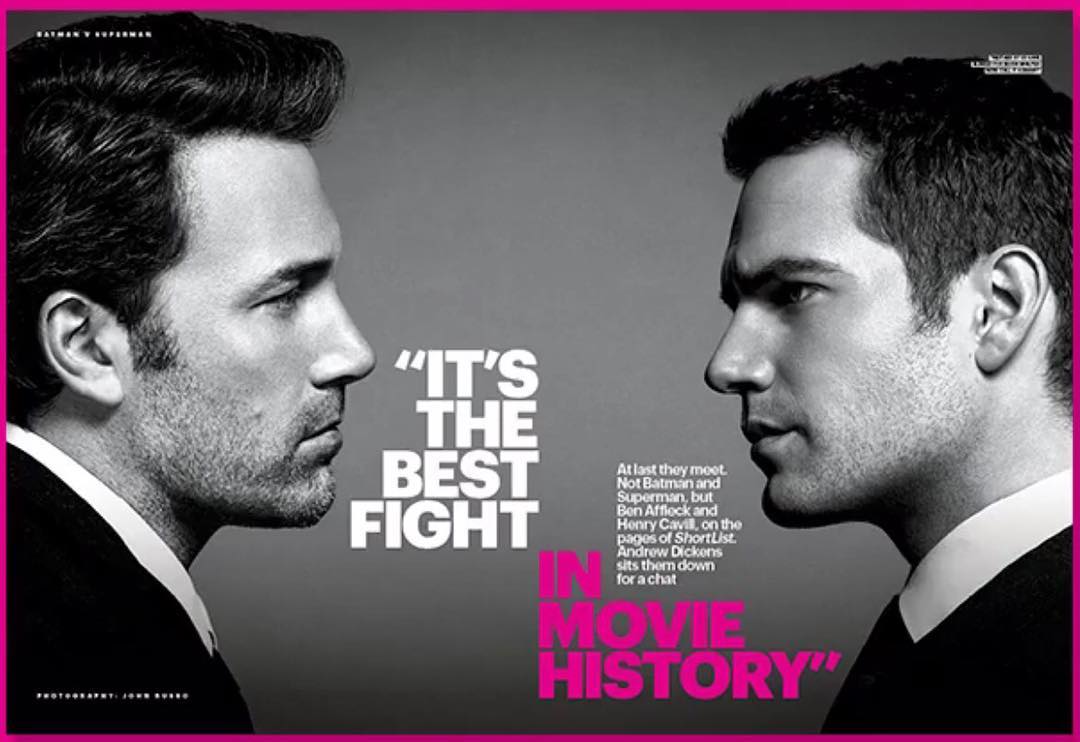 BATMAN V SUPERMAN
“IT’S
THE
BEST
FIGHT
At last they meet.
Not Batman and
Superman, but
Ben Affleck and
Henry Cavill, on the
pages of ShortList.
Andrew Dickens
sits them down
for a chat
IN
MOVIE
HISTORY”
PHOTOGRAPHY: JOHN RUSSO